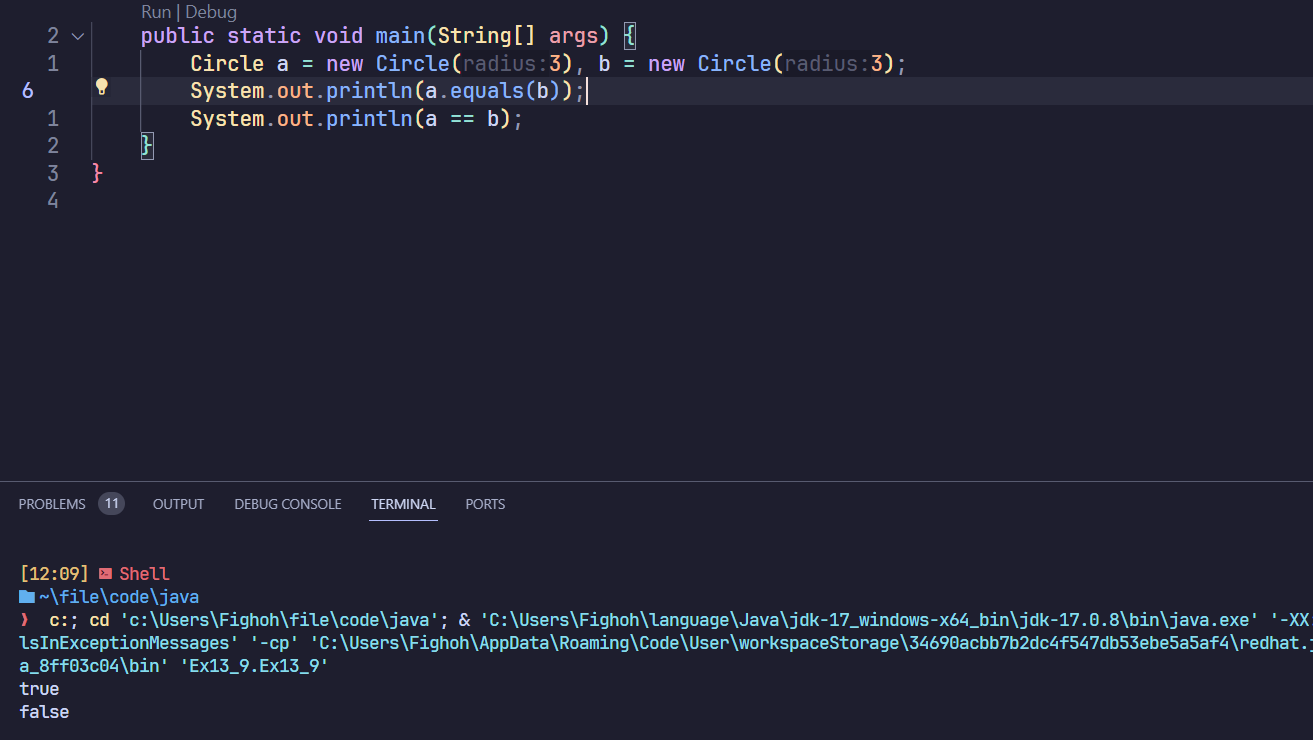 Run | Debug
2 public static void main(String[] args) {
1 Circle a = new Circle(radius:3), b = new Circle(radius:3);
6 System.out.println(a.equals(b));
1 System.out.println(a == b);
2 }
3 }
4
PROBLEMS 11 OUTPUT DEBUG CONSOLE TERMINAL PORTS
[12:09] Shell
~\file\code\java
❯ c:; cd 'c:\Users\Fighoh\file\code\java'; & 'C:\Users\Fighoh\language\Java\jdk-17_windows-x64_bin\jdk-17.0.8\bin\java.exe' '-XX
lsInExceptionMessages' '-cp' 'C:\Users\Fighoh\AppData\Roaming\Code\User\workspaceStorage\34690acbb7b2dc4f547db53ebe5a5af4\redhat.j
a_8ff03c04\bin' 'Ex13_9.Ex13_9'
true
false